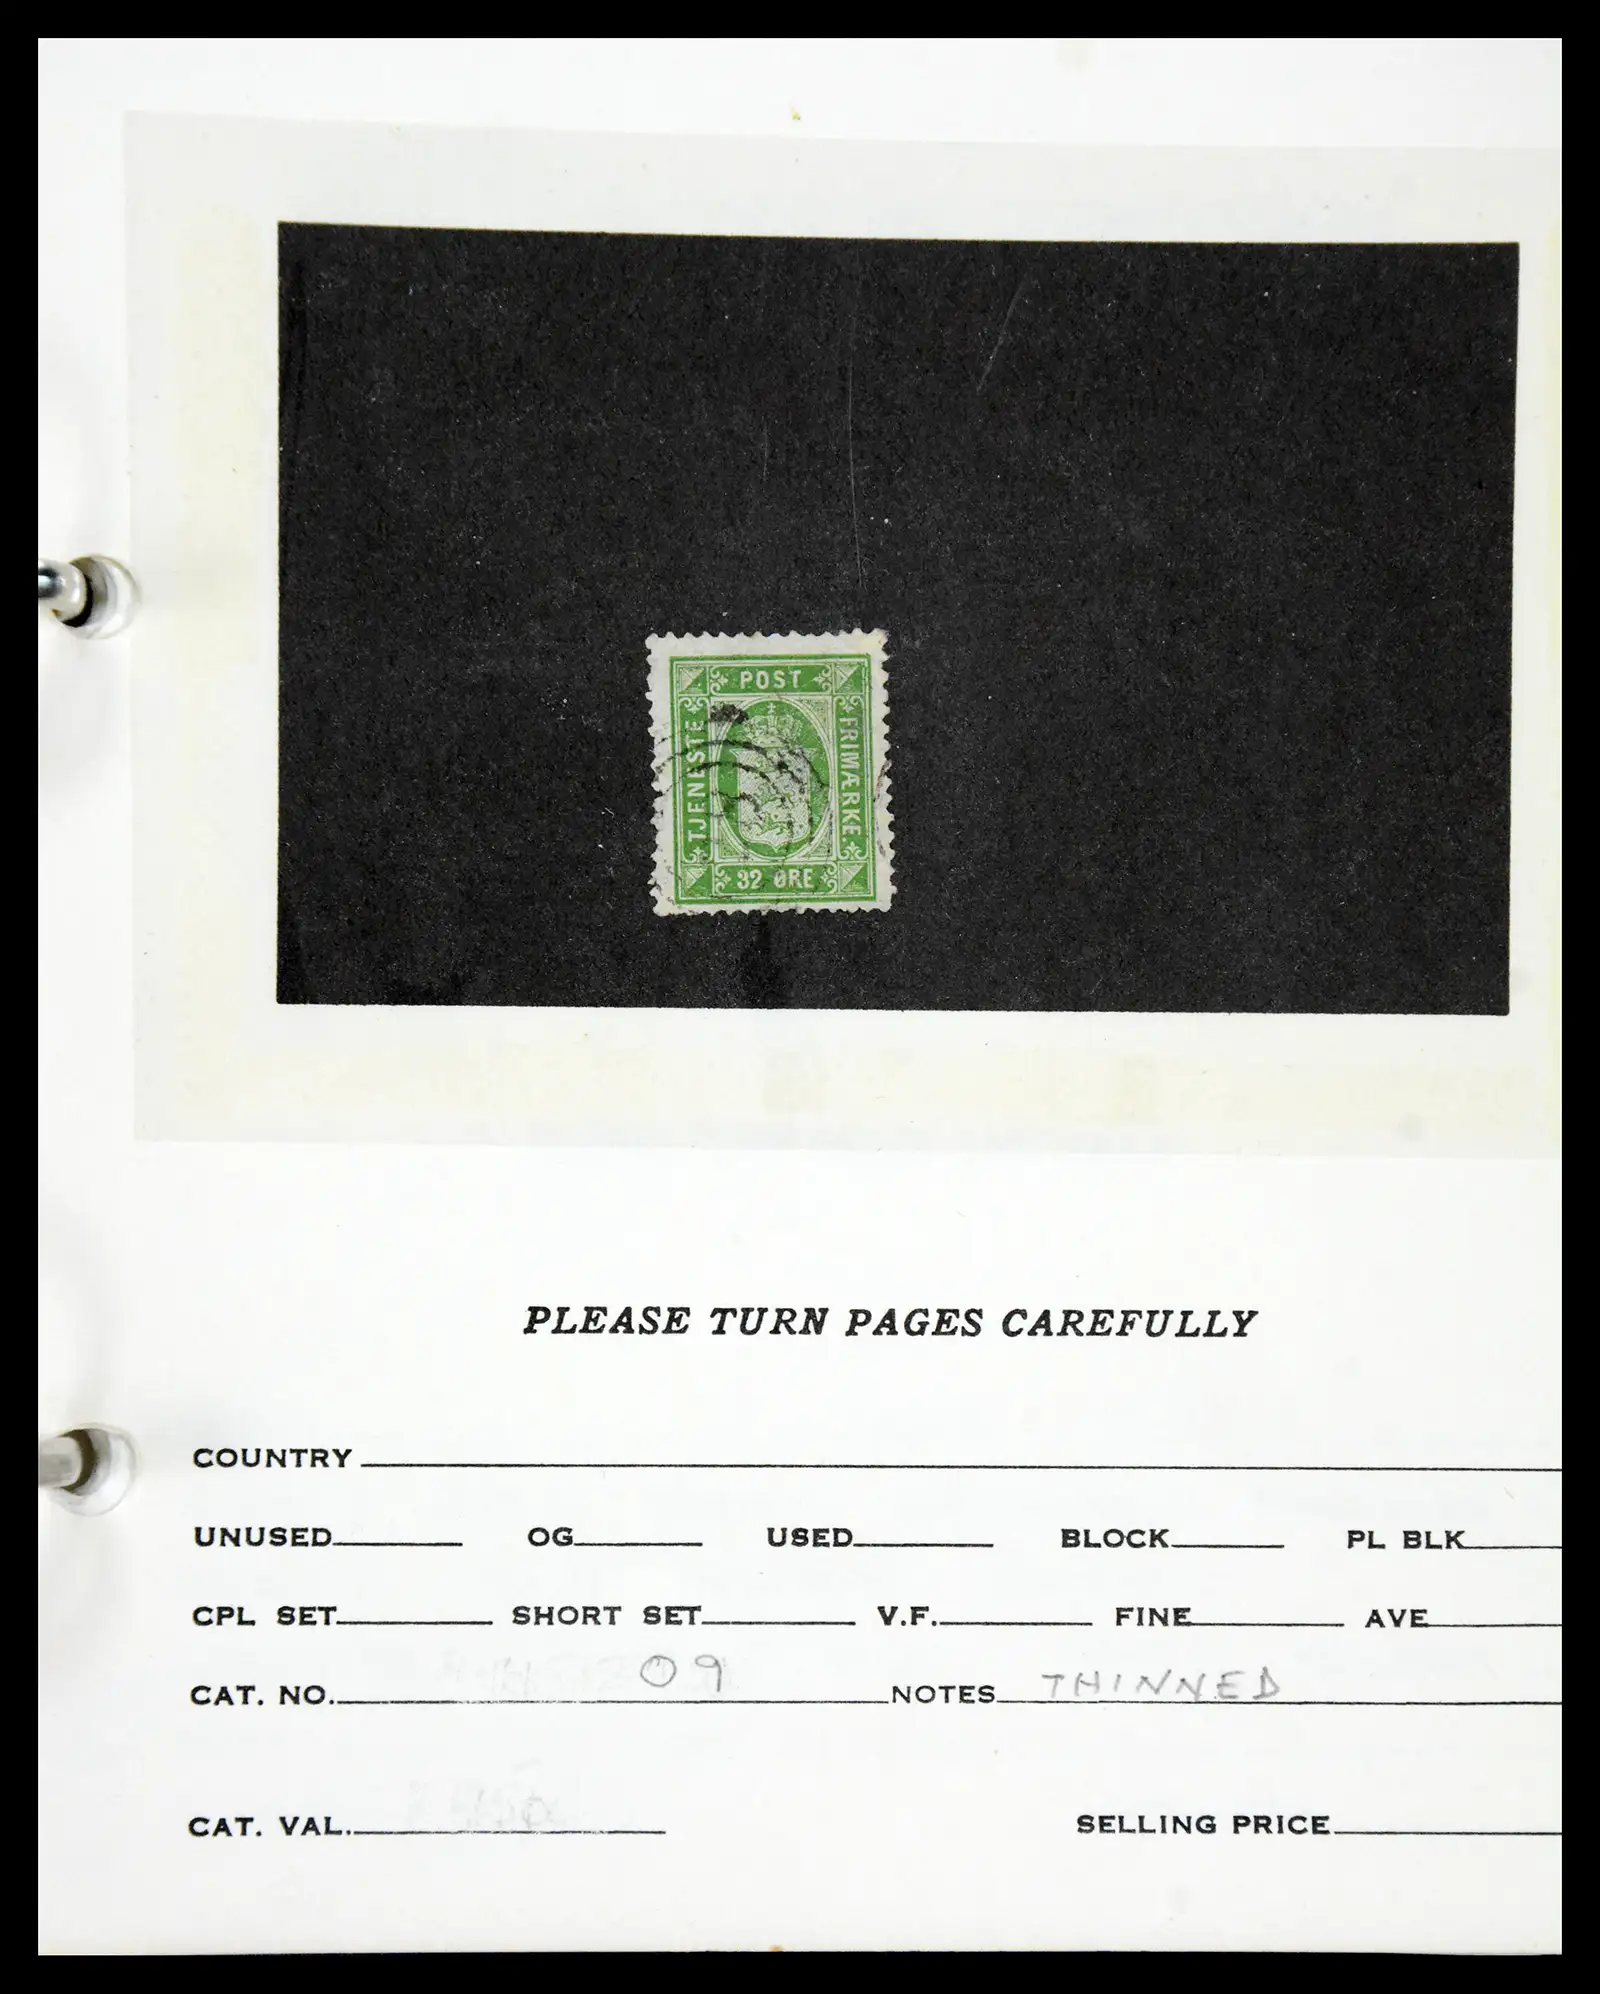 POST
TJENESTE
FRIMÆRKE
32 ØRE
PLEASE TURN PAGES CAREFULLY
COUNTRY
UNUSED OG USED BLOCK PL BLK
CPL SET SHORT SET V.F. FINE AVE
CAT. NO. O9 NOTES THINNED
CAT. VAL. SELLING PRICE